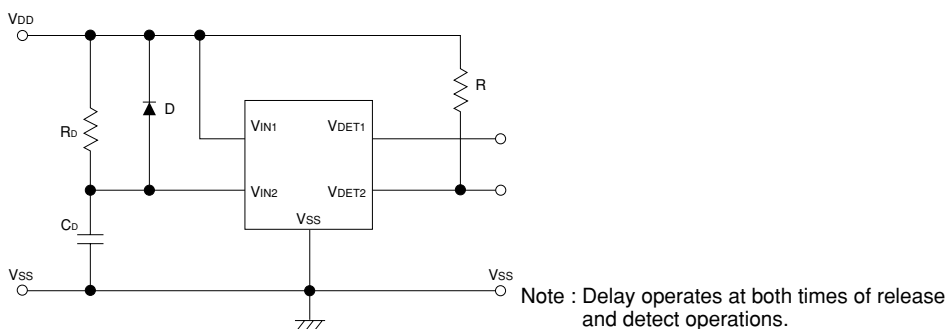 VDD
R
D
RD
VIN1
VDET1
VIN2
VDET2
VSS
CD
VSS
VSS
Note : Delay operates at both times of release
and detect operations.